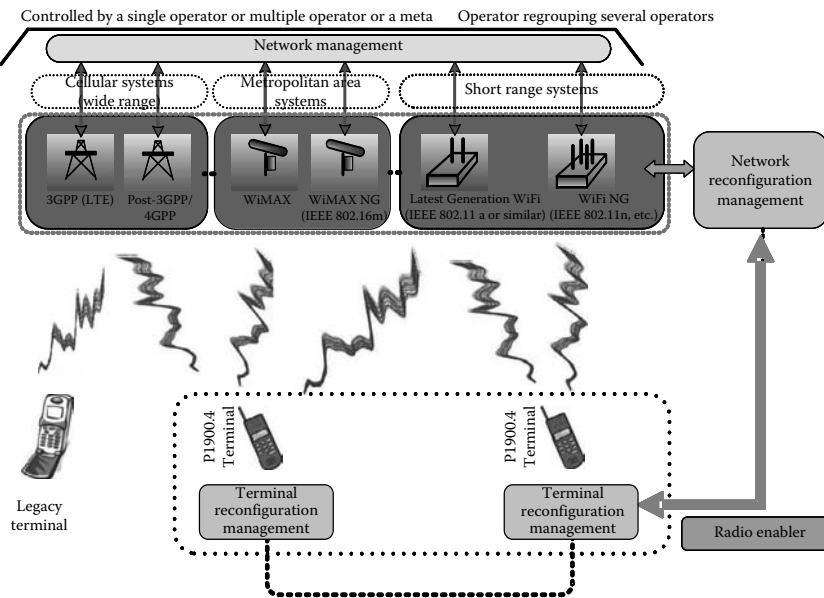 Controlled by a single operator or multiple operator or a meta Operator regrouping several operators
Network management
Cellular systems
(wide range)
Metropolitan area
systems
Short range systems
3GPP (LTE)
Post-3GPP/
4GPP
WiMAX
WiMAX NG
(IEEE 802.16m)
Latest Generation WiFi
(IEEE 802.11 a or similar)
WiFi NG
(IEEE 802.11n, etc.)
Network
reconfiguration
management
P1900.4
Terminal
P1900.4
Terminal
Legacy
terminal
Terminal
reconfiguration
management
Terminal
reconfiguration
management
Radio enabler